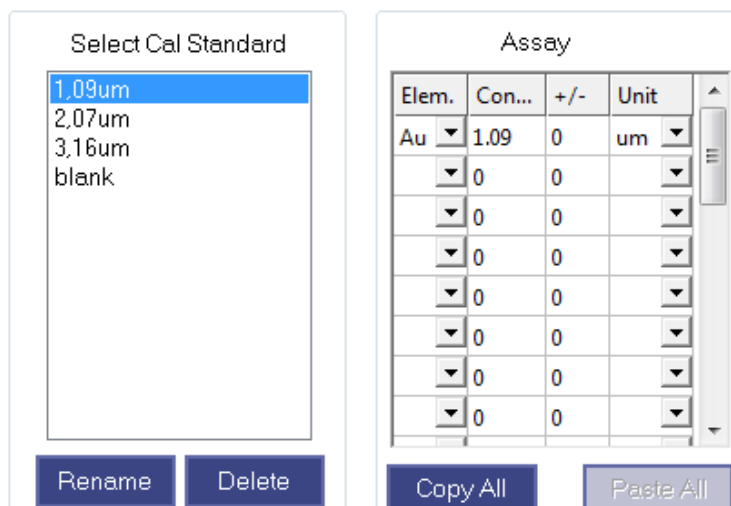 Select Cal Standard
1,09um
2,07um
3,16um
blank
Rename Delete
Assay
Elem. Con... +/- Unit
Au 1.09 0 um
0 0
0 0
0 0
0 0
0 0
0 0
0 0
Copy All Paste All